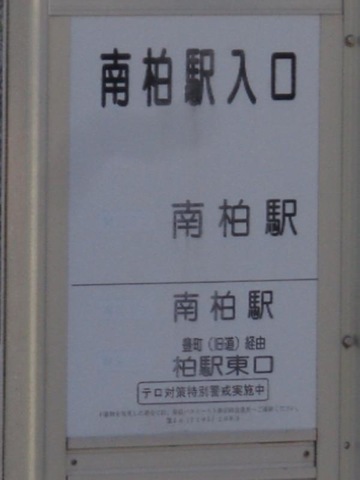 南柏駅入口
南柏駅
南柏駅
豊町（旧道）経由
柏駅東口
テロ対策特別警戒実施中